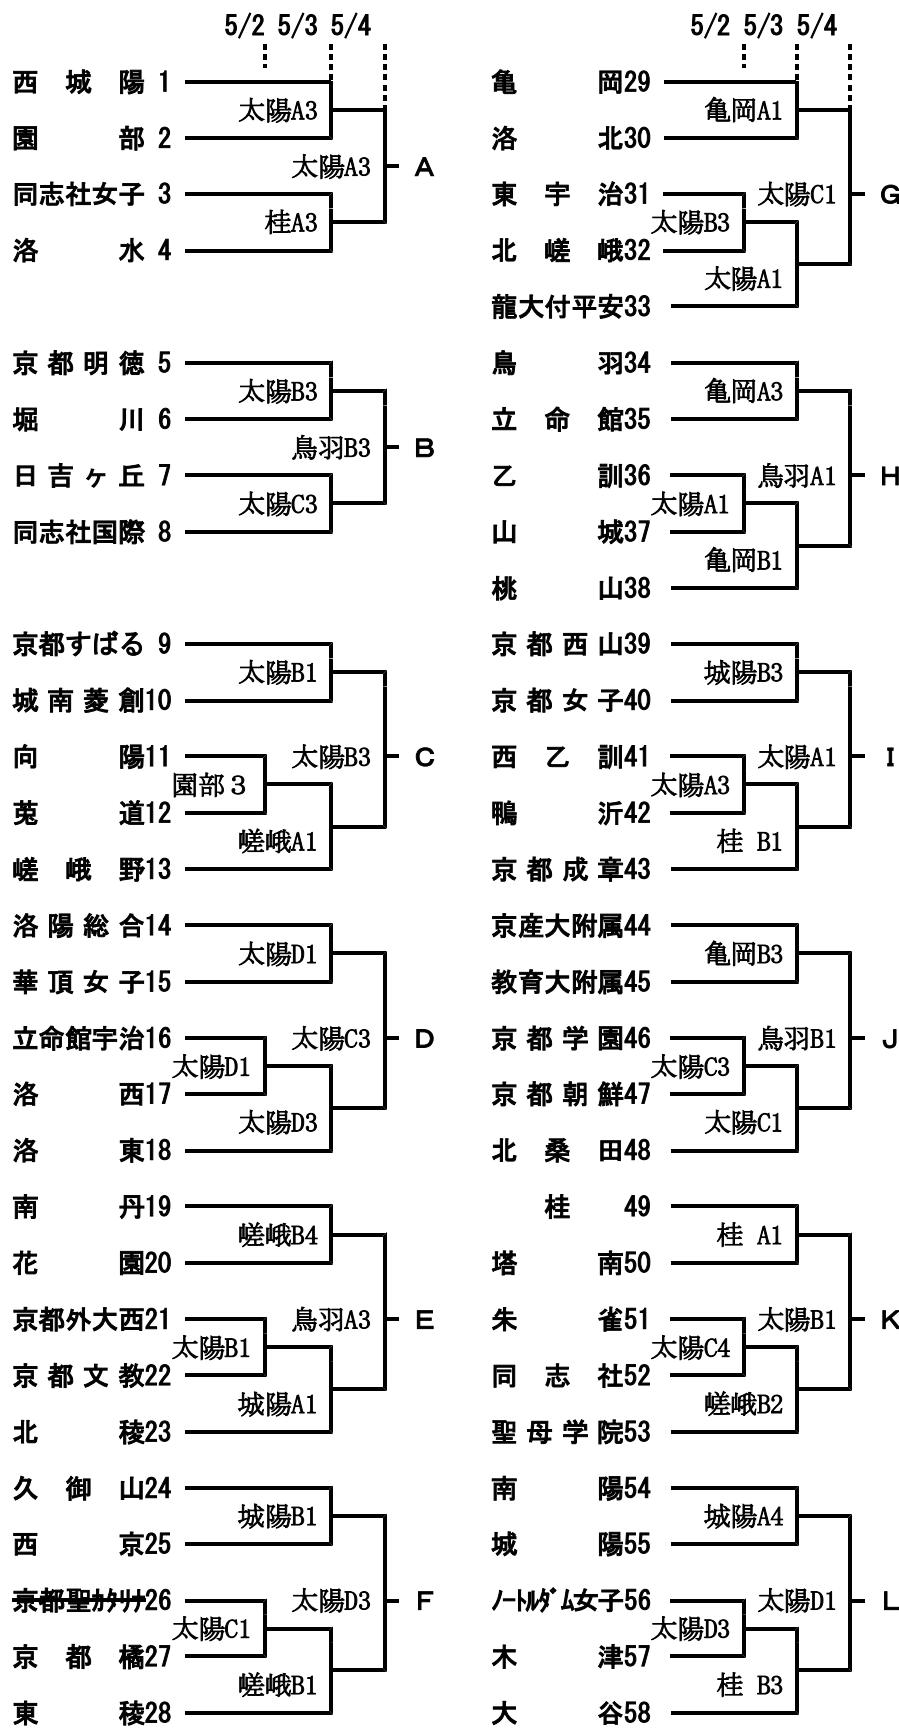 5/2 5/3 5/4
西城陽 1
太陽A3
園部 2
太陽A3
A
同志社女子 3
桂A3
洛水 4
京都明徳 5
太陽B3
堀川 6
鳥羽B3
B
日吉ヶ丘 7
太陽C3
同志社国際 8
京都すばる 9
太陽B1
城南菱創10
向陽11
太陽B3
C
園部3
莵道12
嵯峨A1
嵯峨野13
洛陽総合14
太陽D1
華頂女子15
立命館宇治16
太陽C3
D
太陽D1
洛西17
太陽D3
洛東18
南丹19
嵯峨B4
花園20
京都外大西21
鳥羽A3
E
太陽B1
京都文教22
城陽A1
北稜23
久御山24
城陽B1
西京25
京都聖カタリナ26
太陽D3
F
太陽C1
京都橘27
嵯峨B1
東稜28
5/2 5/3 5/4
亀岡29
亀岡A1
洛北30
東宇治31
太陽C1
G
太陽B3
北嵯峨32
太陽A1
龍大付平安33
鳥羽34
亀岡A3
立命館35
乙訓36
鳥羽A1
H
太陽A1
山城37
亀岡B1
桃山38
京都西山39
城陽B3
京都女子40
西乙訓41
太陽A1
I
太陽A3
鴨沂42
桂 B1
京都成章43
京産大附属44
亀岡B3
教育大附属45
京都学園46
鳥羽B1
J
太陽C3
京都朝鮮47
太陽C1
北桑田48
桂 49
桂 A1
塔南50
朱雀51
太陽B1
K
太陽C4
同志社52
嵯峨B2
聖母学院53
南陽54
城陽A4
城陽55
ノートルダム女子56
太陽D1
L
太陽D3
木津57
桂 B3
大谷58